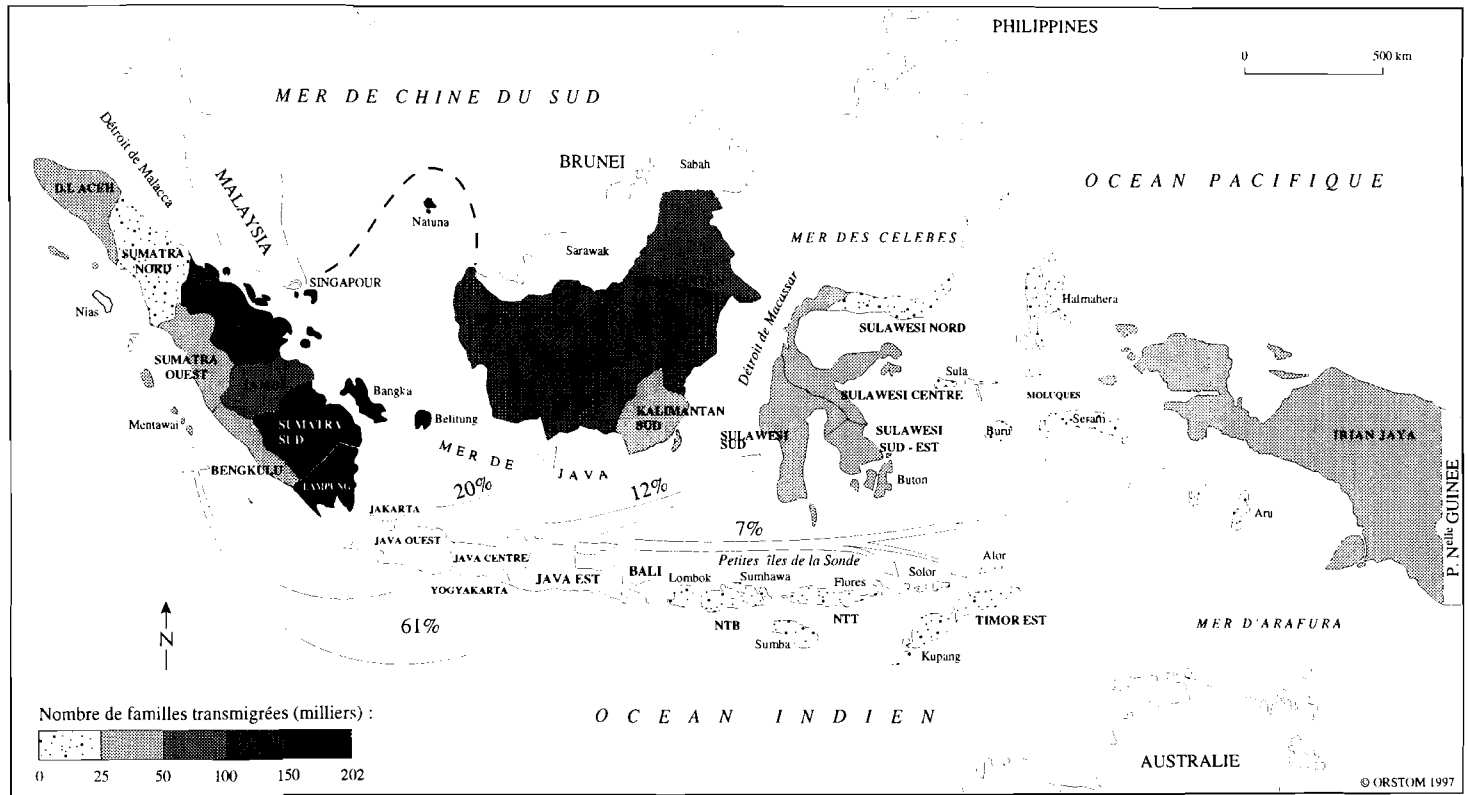 PHILIPPINES
0 500 km
MER DE CHINE DU SUD
Détroit de Malacca
MALAYSIA
BRUNEI
Sabah
OCEAN PACIFIQUE
D.I. ACEH
Natuna
Sarawak
MER DES CELEBES
SUMATRA
NORD
SINGAPOUR
Nias
Détroit de Macassar
Halmahera
SULAWESI NORD
SUMATRA
OUEST
Bangka
Sula
SULAWESI CENTRE
MOLUQUES
Belitung
KALIMANTAN
SUD
Mentawai
SUMATRA
SUD
SULAWESI
SUD
SULAWESI
SUD - EST
Buru
Seram
IRIAN JAYA
BENGKULU
MER DE
JAVA
LAMPUNG
20%
12%
Buton
Aru
P. Nelle GUINEE
JAKARTA
7%
JAVA OUEST
JAVA CENTRE
Petites îles de la Sonde
Alor
JAVA EST
BALI
Lombok
Sumbawa
Flores
Solor
YOGYAKARTA
NTB
NTT
TIMOR EST
MER D'ARAFURA
61%
N
Sumba
Kupang
Nombre de familles transmigrées (milliers) :
0 25 50 100 150 202
OCEAN INDIEN
AUSTRALIE
© ORSTOM 1997